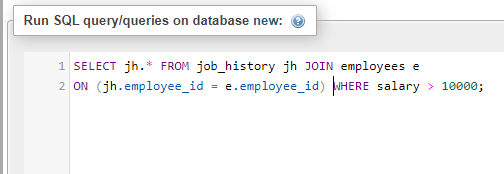 Run SQL query/queries on database new:
1 SELECT jh.* FROM job_history jh JOIN employees e
2 ON (jh.employee_id = e.employee_id) WHERE salary > 10000;